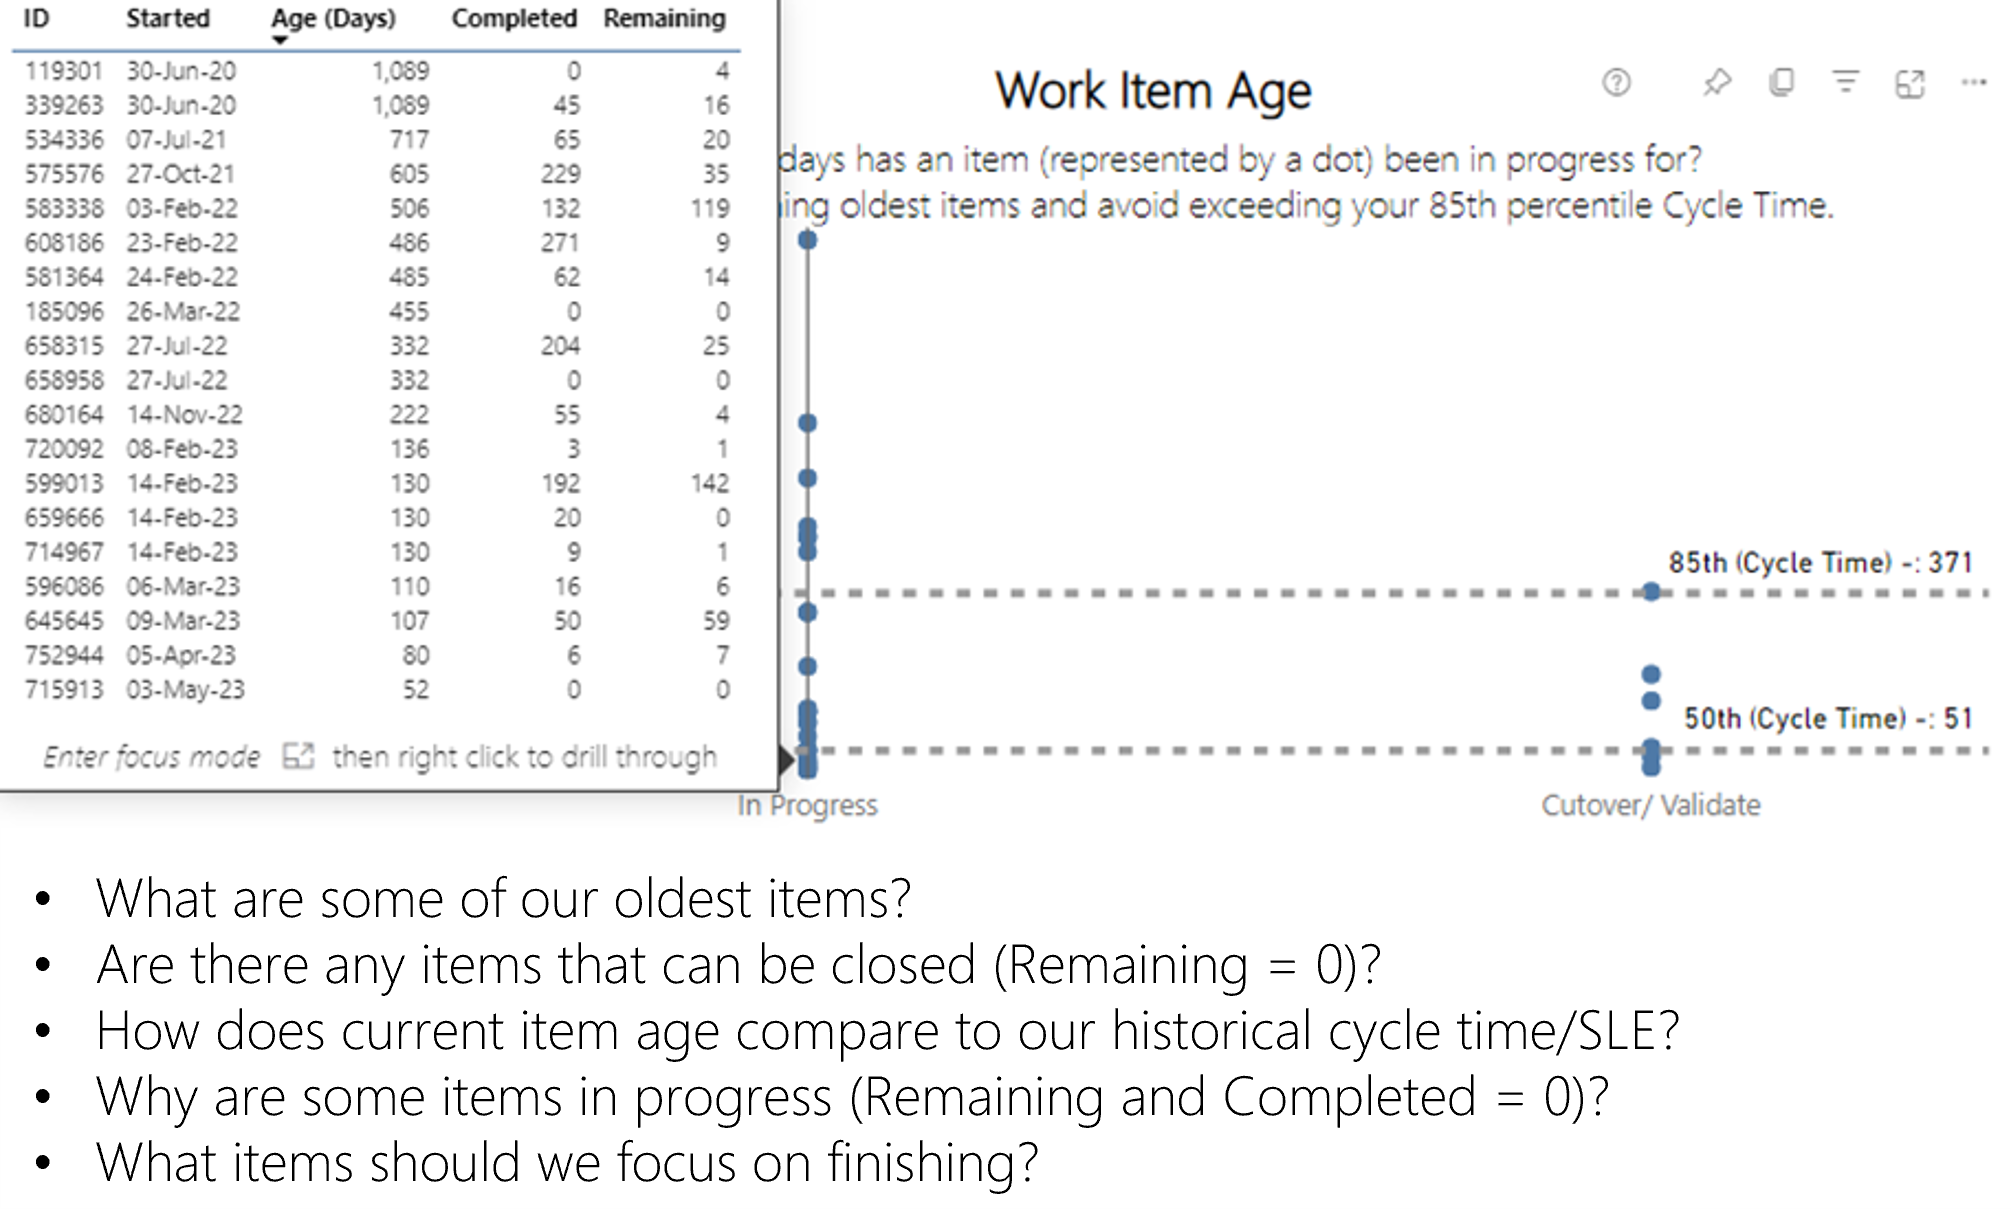 ID Started Age (Days) Completed Remaining
119301 30-Jun-20 1,089 0 4
339263 30-Jun-20 1,089 45 16
534336 07-Jul-21 717 65 20
575576 27-Oct-21 605 229 35
583338 03-Feb-22 506 132 119
608186 23-Feb-22 486 271 9
581364 24-Feb-22 485 62 14
185096 26-Mar-22 455 0 0
658315 27-Jul-22 332 204 25
658958 27-Jul-22 332 0 0
680164 14-Nov-22 222 55 4
720092 08-Feb-23 136 3 1
599013 14-Feb-23 130 192 142
659666 14-Feb-23 130 20 0
714967 14-Feb-23 130 9 1
596086 06-Mar-23 110 16 6
645645 09-Mar-23 107 50 59
752944 05-Apr-23 80 6 7
715913 03-May-23 52 0 0
Enter focus mode then right click to drill through
Work Item Age
days has an item (represented by a dot) been in progress for?
ing oldest items and avoid exceeding your 85th percentile Cycle Time.
85th (Cycle Time) -: 371
50th (Cycle Time) -: 51
In Progress
Cutover/ Validate
• What are some of our oldest items?
• Are there any items that can be closed (Remaining = 0)?
• How does current item age compare to our historical cycle time/SLE?
• Why are some items in progress (Remaining and Completed = 0)?
• What items should we focus on finishing?